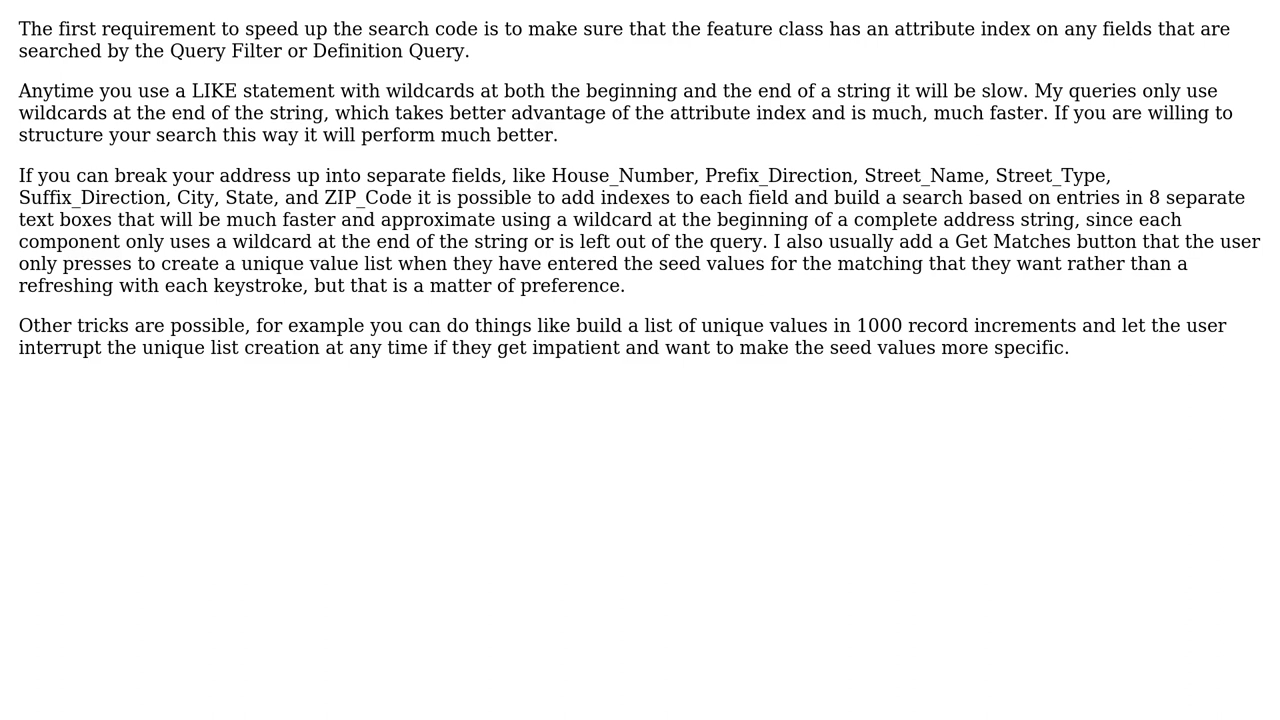 The first requirement to speed up the search code is to make sure that the feature class has an attribute index on any fields that are
searched by the Query Filter or Definition Query.
Anytime you use a LIKE statement with wildcards at both the beginning and the end of a string it will be slow. My queries only use
wildcards at the end of the string, which takes better advantage of the attribute index and is much, much faster. If you are willing to
structure your search this way it will perform much better.
If you can break your address up into separate fields, like House_Number, Prefix_Direction, Street_Name, Street_Type,
Suffix_Direction, City, State, and ZIP_Code it is possible to add indexes to each field and build a search based on entries in 8 separate
text boxes that will be much faster and approximate using a wildcard at the beginning of a complete address string, since each
component only uses a wildcard at the end of the string or is left out of the query. I also usually add a Get Matches button that the user
only presses to create a unique value list when they have entered the seed values for the matching that they want rather than a
refreshing with each keystroke, but that is a matter of preference.
Other tricks are possible, for example you can do things like build a list of unique values in 1000 record increments and let the user
interrupt the unique list creation at any time if they get impatient and want to make the seed values more specific.